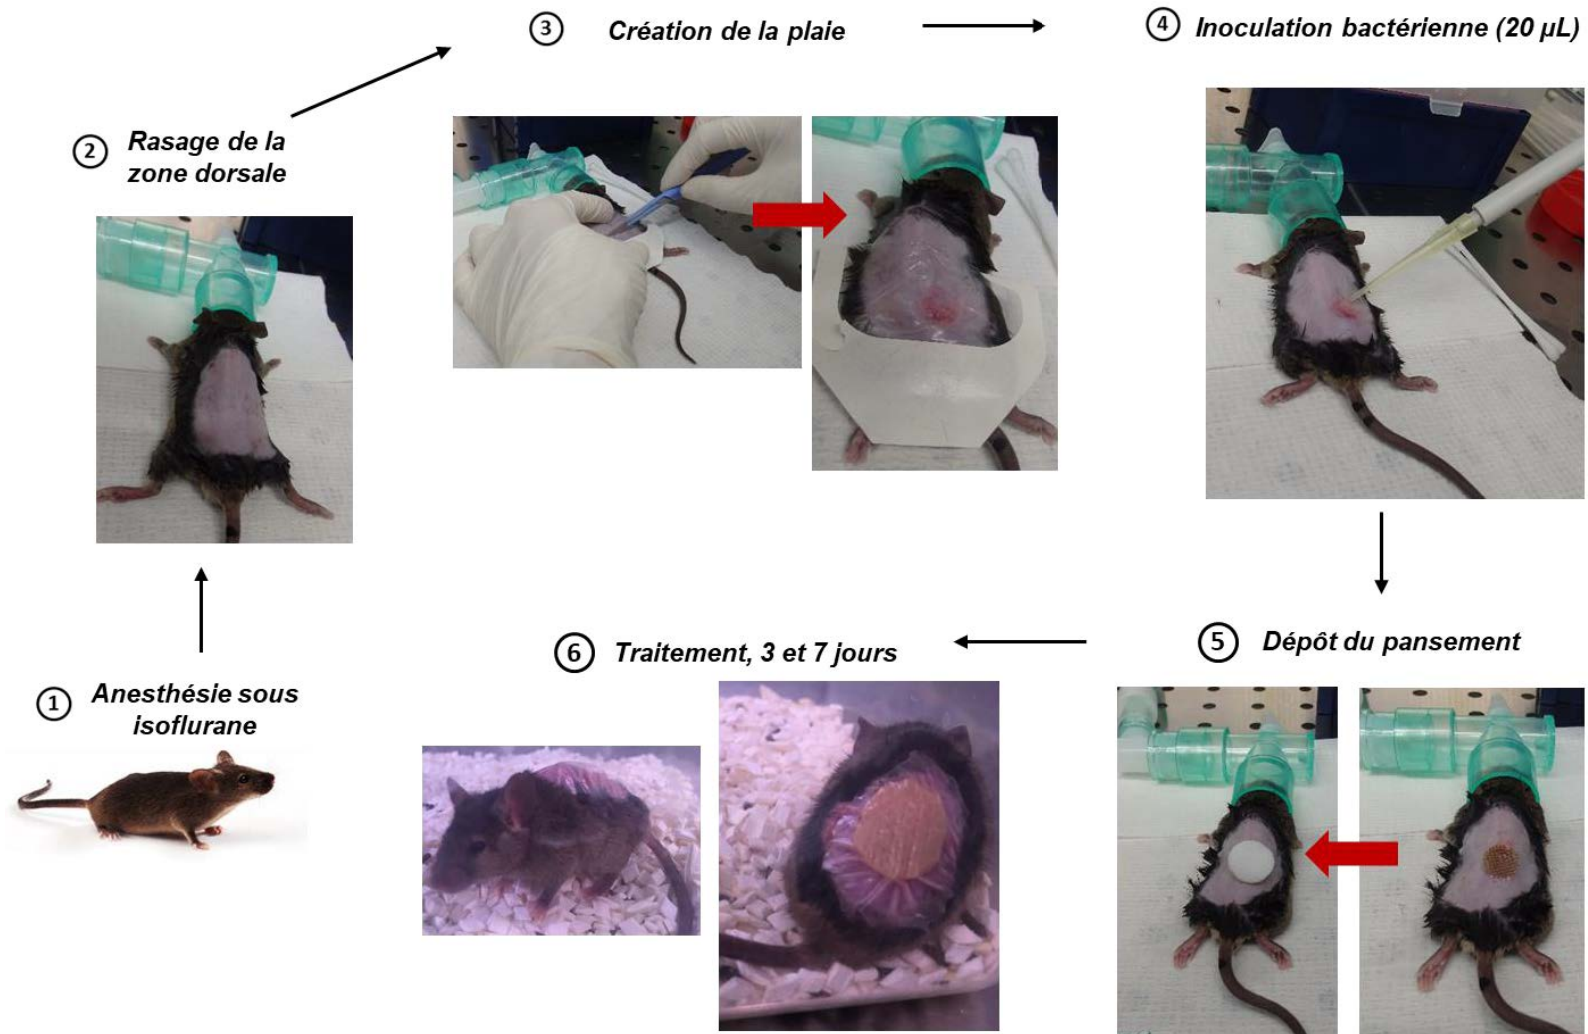 ① Anesthésie sous
isoflurane
② Rasage de la
zone dorsale
③ Création de la plaie
④ Inoculation bactérienne (20 µL)
⑤ Dépôt du pansement
⑥ Traitement, 3 et 7 jours